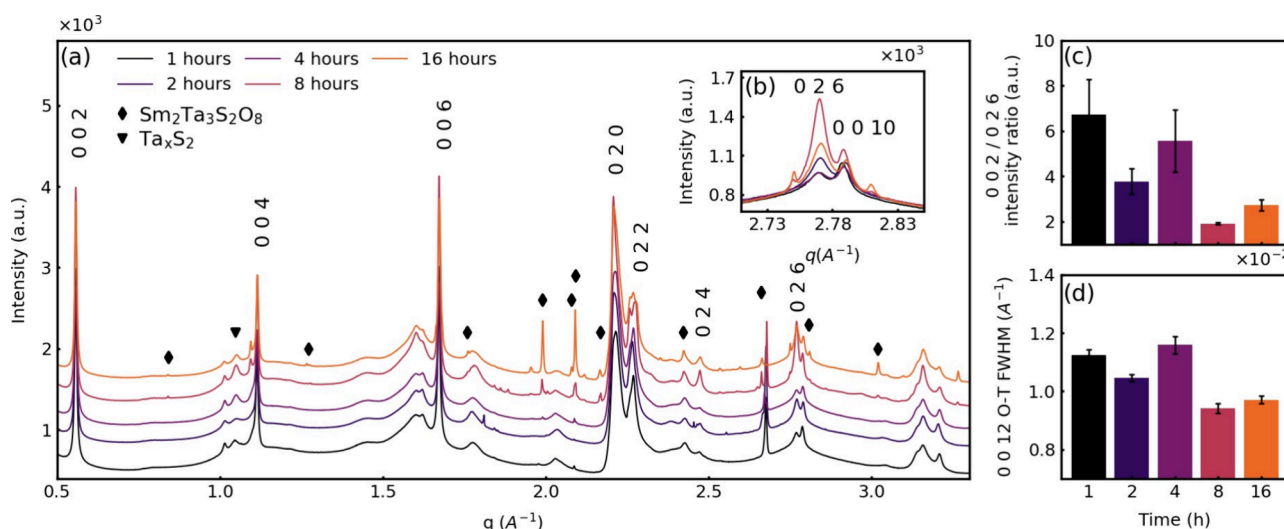 ×10³
(a)
1 hours
2 hours
4 hours
8 hours
16 hours
Sm₂Ta₃S₂O₈
TaₓS₂
0 0 2
0 0 4
0 0 6
0 2 0
0 2 2
0 2 4
0 2 6
Intensity (a.u.)
5
4
3
2
1
0.5
1.0
1.5
2.0
2.5
3.0
q (A⁻¹)
×10³
(b)
0 2 6
0 0 10
Intensity (a.u.)
1.7
1.4
1.1
0.8
2.73
2.78
2.83
q(A⁻¹)
(c)
0 0 2 / 0 2 6
intensity ratio (a.u.)
10
8
6
4
2
(d)
0 0 12 O-T FWHM (A⁻¹)
1.4
1.2
1.0
0.8
1
2
4
8
16
Time (h)